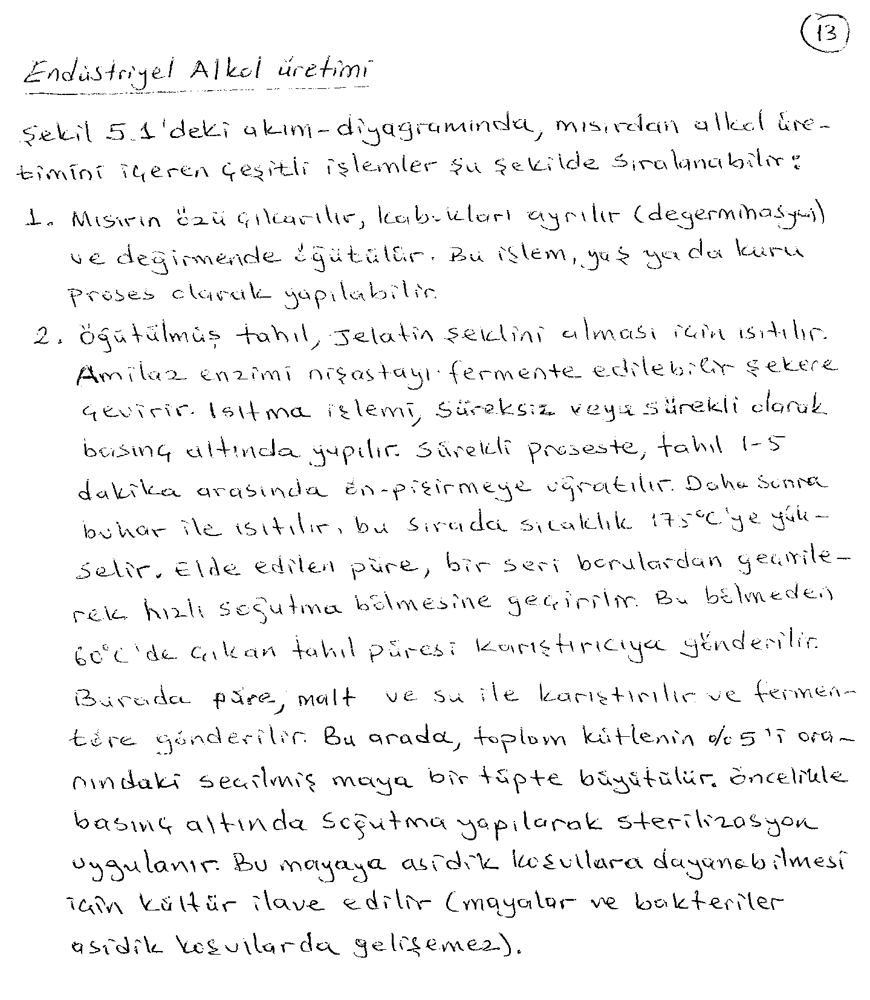 13
Endüstriyel Alkol üretimi
Şekil 5.1'deki akım-diyagramında, mısırdan alkol üre-
timini içeren çeşitli işlemler şu şekilde sıralanabilir:
1. Mısırın özü çıkarılır, kabukları ayrılır (degerminasyon)
ve değirmende öğütülür. Bu işlem, yaş ya da kuru
proses olarak yapılabilir.
2. Öğütülmüş tahıl, Jelatin şeklini alması için ısıtılır.
Amilaz enzimi nişastayı fermente edilebilir şekere
çevirir. Isıtma işlemi, süreksiz veya sürekli olarak
basınç altında yapılır. Sürekli proseste, tahıl 1-5
dakika arasında ön-pişirmeye uğratılır. Daha sonra
buhar ile ısıtılır, bu sırada sıcaklık 175°C'ye yük-
selir. Elde edilen püre, bir seri borulardan geçirile-
rek hızlı soğutma bölmesine geçirilir. Bu bölmeden
60°C'de çıkan tahıl püresi karıştırıcıya gönderilir.
Burada püre, malt ve su ile karıştırılır ve fermen-
töre gönderilir. Bu arada, toplam kütlenin %5'i ora-
nındaki seçilmiş maya bir tüpte büyütülür. öncelikle
basınç altında soğutma yapılarak sterilizasyon
uygulanır. Bu mayaya asidik koşullara dayanabilmesi
için kültür ilave edilir (mayalar ve bakteriler
asidik koşullarda gelişemez).